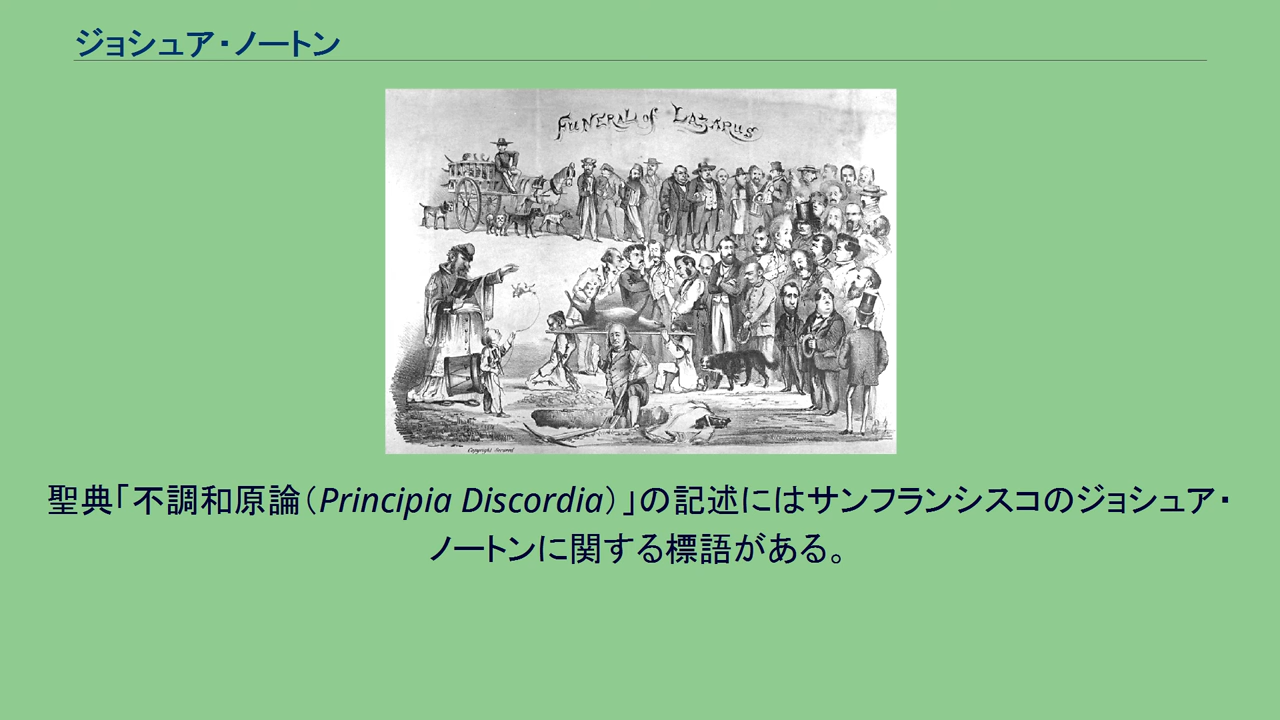 ジョシュア・ノートン
FUNERAL of LAZARUS
Copyright Secured
聖典「不調和原論（Principia Discordia）」の記述にはサンフランシスコのジョシュア・
ノートンに関する標語がある。